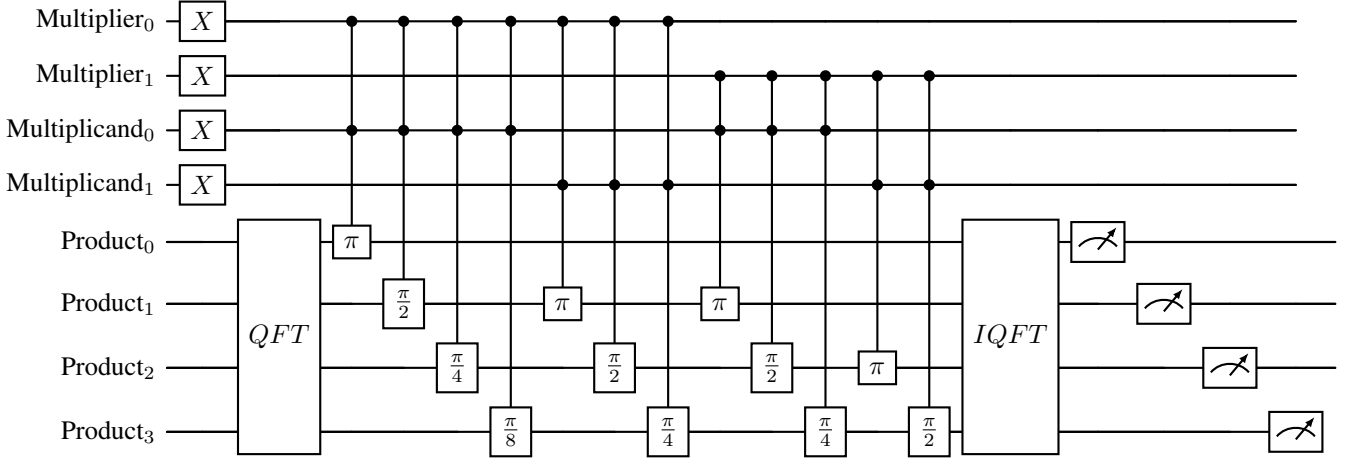 Multiplier₀ X
Multiplier₁ X
Multiplicand₀ X
Multiplicand₁ X
Product₀ π
Product₁ π/2 π π
QFT IQFT
Product₂ π/4 π/2 π/2 π
Product₃ π/8 π/4 π/4 π/2